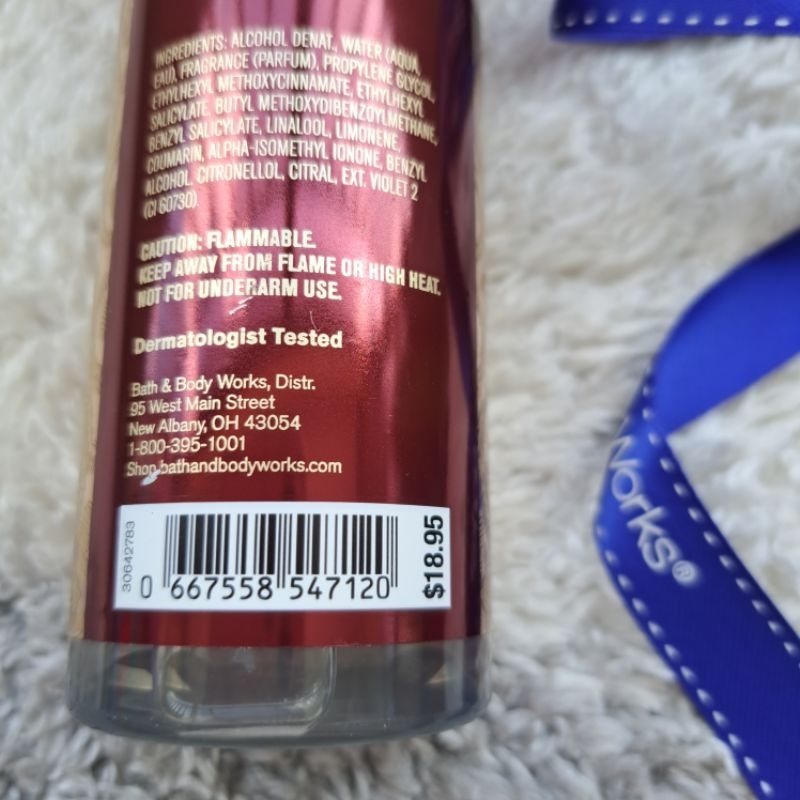 INGREDIENTS: ALCOHOL DENAT., WATER (AQUA,
EAU), FRAGRANCE (PARFUM), PROPYLENE GLYCOL,
ETHYLHEXYL METHOXYCINNAMATE, ETHYLHEXYL
SALICYLATE, BUTYL METHOXYDIBENZOYLMETHANE,
BENZYL SALICYLATE, LINALOOL, LIMONENE,
COUMARIN, ALPHA-ISOMETHYL IONONE, BENZYL
ALCOHOL, CITRONELLOL, CITRAL, EXT. VIOLET 2
(CI 60730).
CAUTION: FLAMMABLE.
KEEP AWAY FROM FLAME OR HIGH HEAT.
NOT FOR UNDERARM USE.
Dermatologist Tested
Bath & Body Works, Distr.
95 West Main Street
New Albany, OH 43054
1-800-395-1001
Shop bathandbodyworks.com
30642783
0 667558 547120
$18.95
Works®